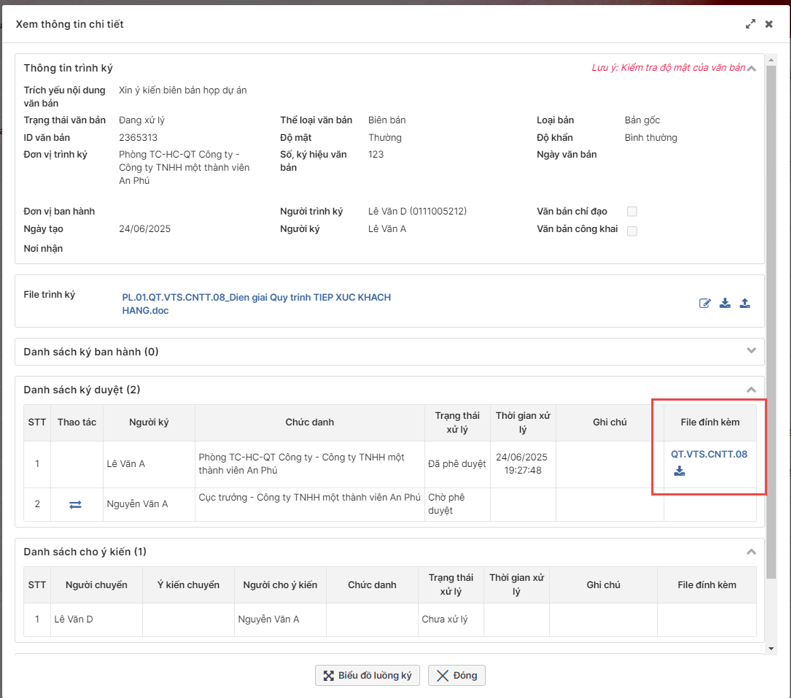 Xem thông tin chi tiết
Thông tin trình ký
Lưu ý: Kiểm tra độ mật của văn bản
Trích yếu nội dung văn bản
Xin ý kiến biên bản họp dự án
Trạng thái văn bản
Đang xử lý
Thể loại văn bản
Biên bản
Loại bản
Bản gốc
ID văn bản
2365313
Độ mật
Thường
Độ khẩn
Bình thường
Đơn vị trình ký
Phòng TC-HC-QT Công ty -
Công ty TNHH một thành viên
An Phú
Số, ký hiệu văn
bản
123
Ngày văn bản
Đơn vị ban hành
Người trình ký
Lê Văn D (0111005212)
Văn bản chỉ đạo
Ngày tạo
24/06/2025
Người ký
Lê Văn A
Văn bản công khai
Nơi nhận
File trình ký
PL.01.QT.VTS.CNTT.08_Dien giai Quy trinh TIEP XUC KHACH
HANG.doc
Danh sách ký ban hành (0)
Danh sách ký duyệt (2)
STT
Thao tác
Người ký
Chức danh
Trạng thái
xử lý
Thời gian xử
lý
Ghi chú
File đính kèm
1
Lê Văn A
Phòng TC-HC-QT Công ty - Công ty TNHH một
thành viên An Phú
Đã phê duyệt
24/06/2025
19:27:48
QT.VTS.CNTT.08
2
Nguyễn Văn A
Cục trưởng - Công ty TNHH một thành viên An Phú
Chờ phê
duyệt
Danh sách cho ý kiến (1)
STT
Người chuyển
Ý kiến chuyển
Người cho ý kiến
Chức danh
Trạng thái
xử lý
Thời gian xử
lý
Ghi chú
File đính kèm
1
Lê Văn D
Nguyễn Văn A
Chưa xử lý
Biểu đồ luồng ký
Đóng